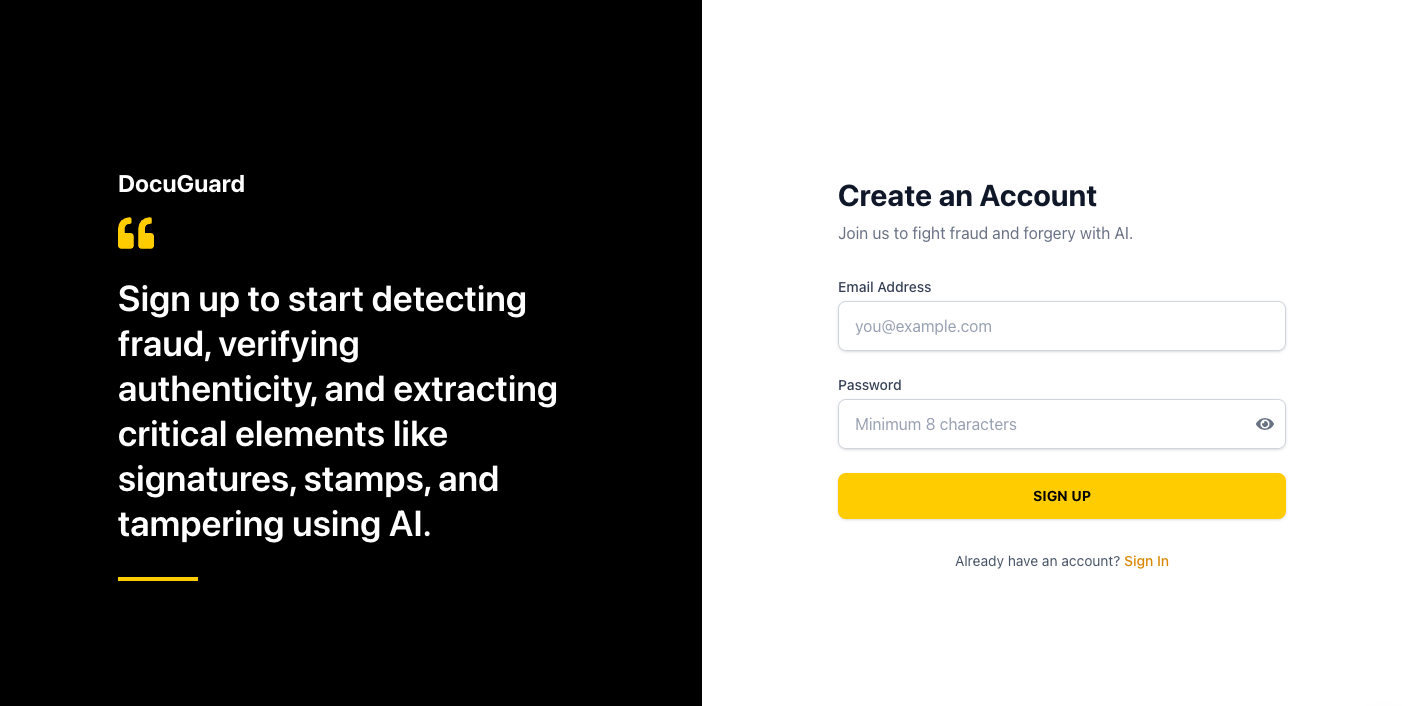 DocuGuard
Sign up to start detecting
fraud, verifying
authenticity, and extracting
critical elements like
signatures, stamps, and
tampering using AI.
Create an Account
Join us to fight fraud and forgery with AI.
Email Address
you@example.com
Password
Minimum 8 characters
SIGN UP
Already have an account? Sign In